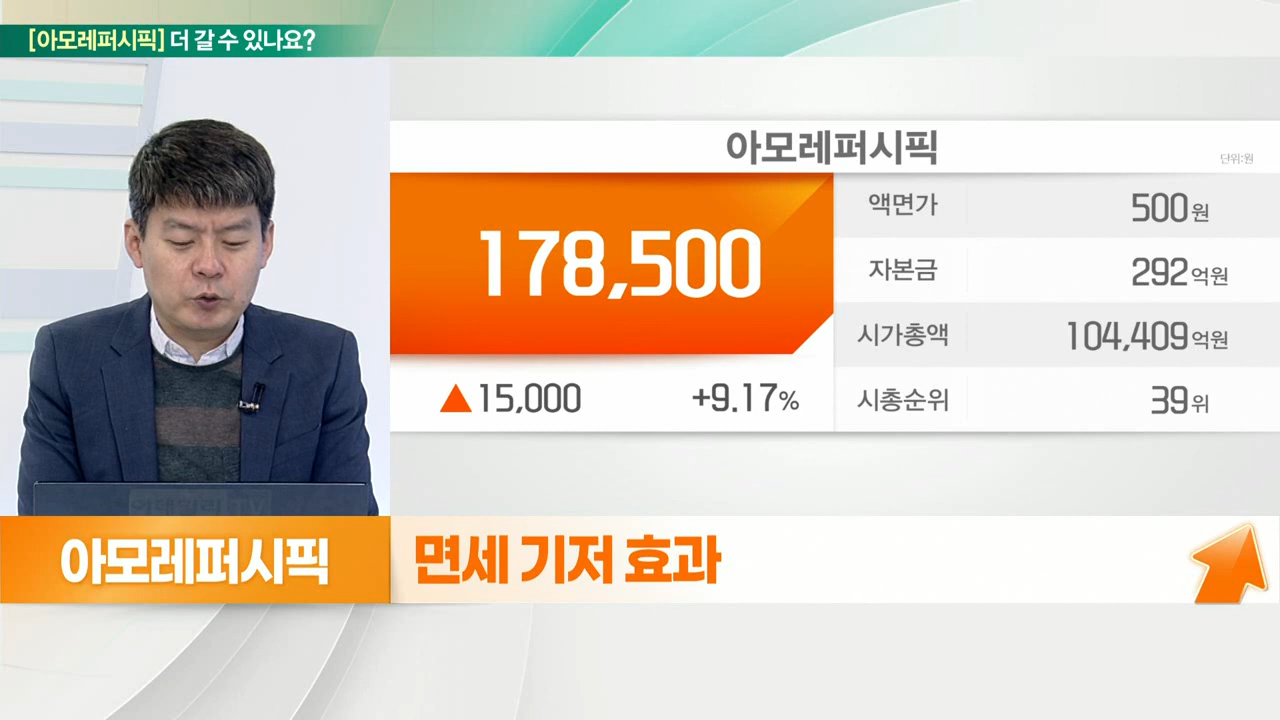 [아모레퍼시픽] 더 갈 수 있나요?
아모레퍼시픽
단위:원
178,500
▲15,000 +9.17%
액면가 500원
자본금 292억원
시가총액 104,409억원
시총순위 39위
아모레퍼시픽 면세 기저 효과